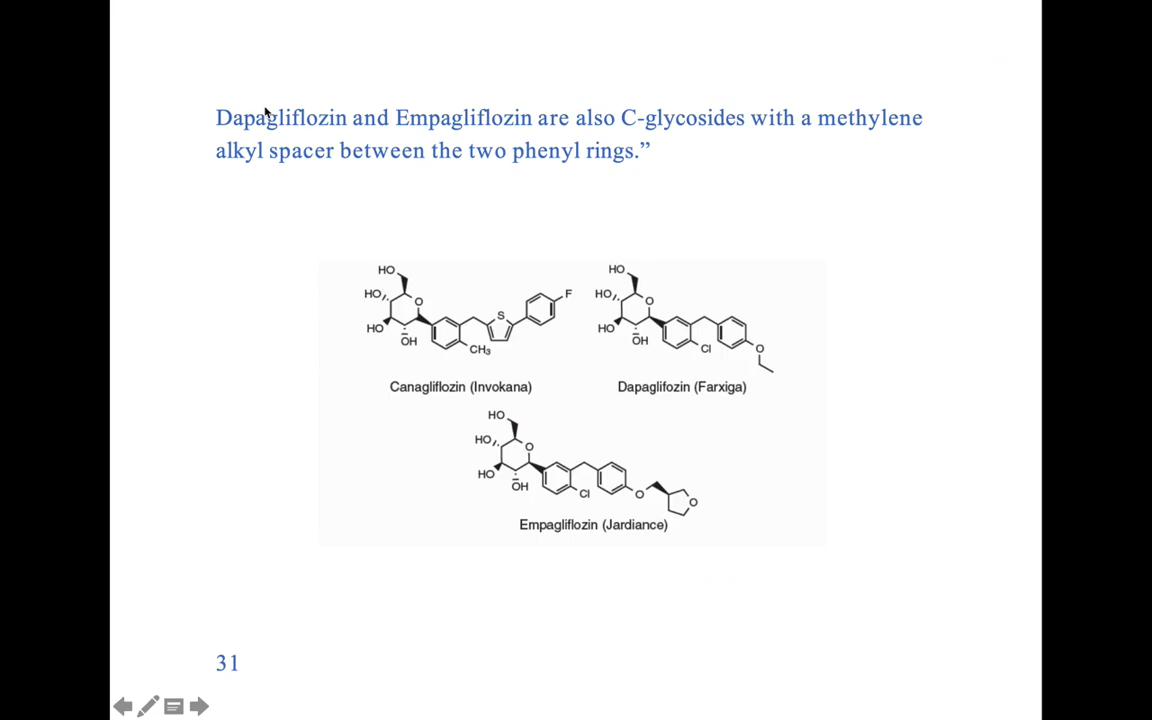 Dapagliflozin and Empagliflozin are also C-glycosides with a methylene
alkyl spacer between the two phenyl rings.”
HO
HO
O
HO
OH
CH3
S
F
Canagliflozin (Invokana)
HO
HO
O
HO
OH
Cl
O
Dapaglifozin (Farxiga)
HO
HO
O
HO
OH
Cl
O
O
Empagliflozin (Jardiance)
31